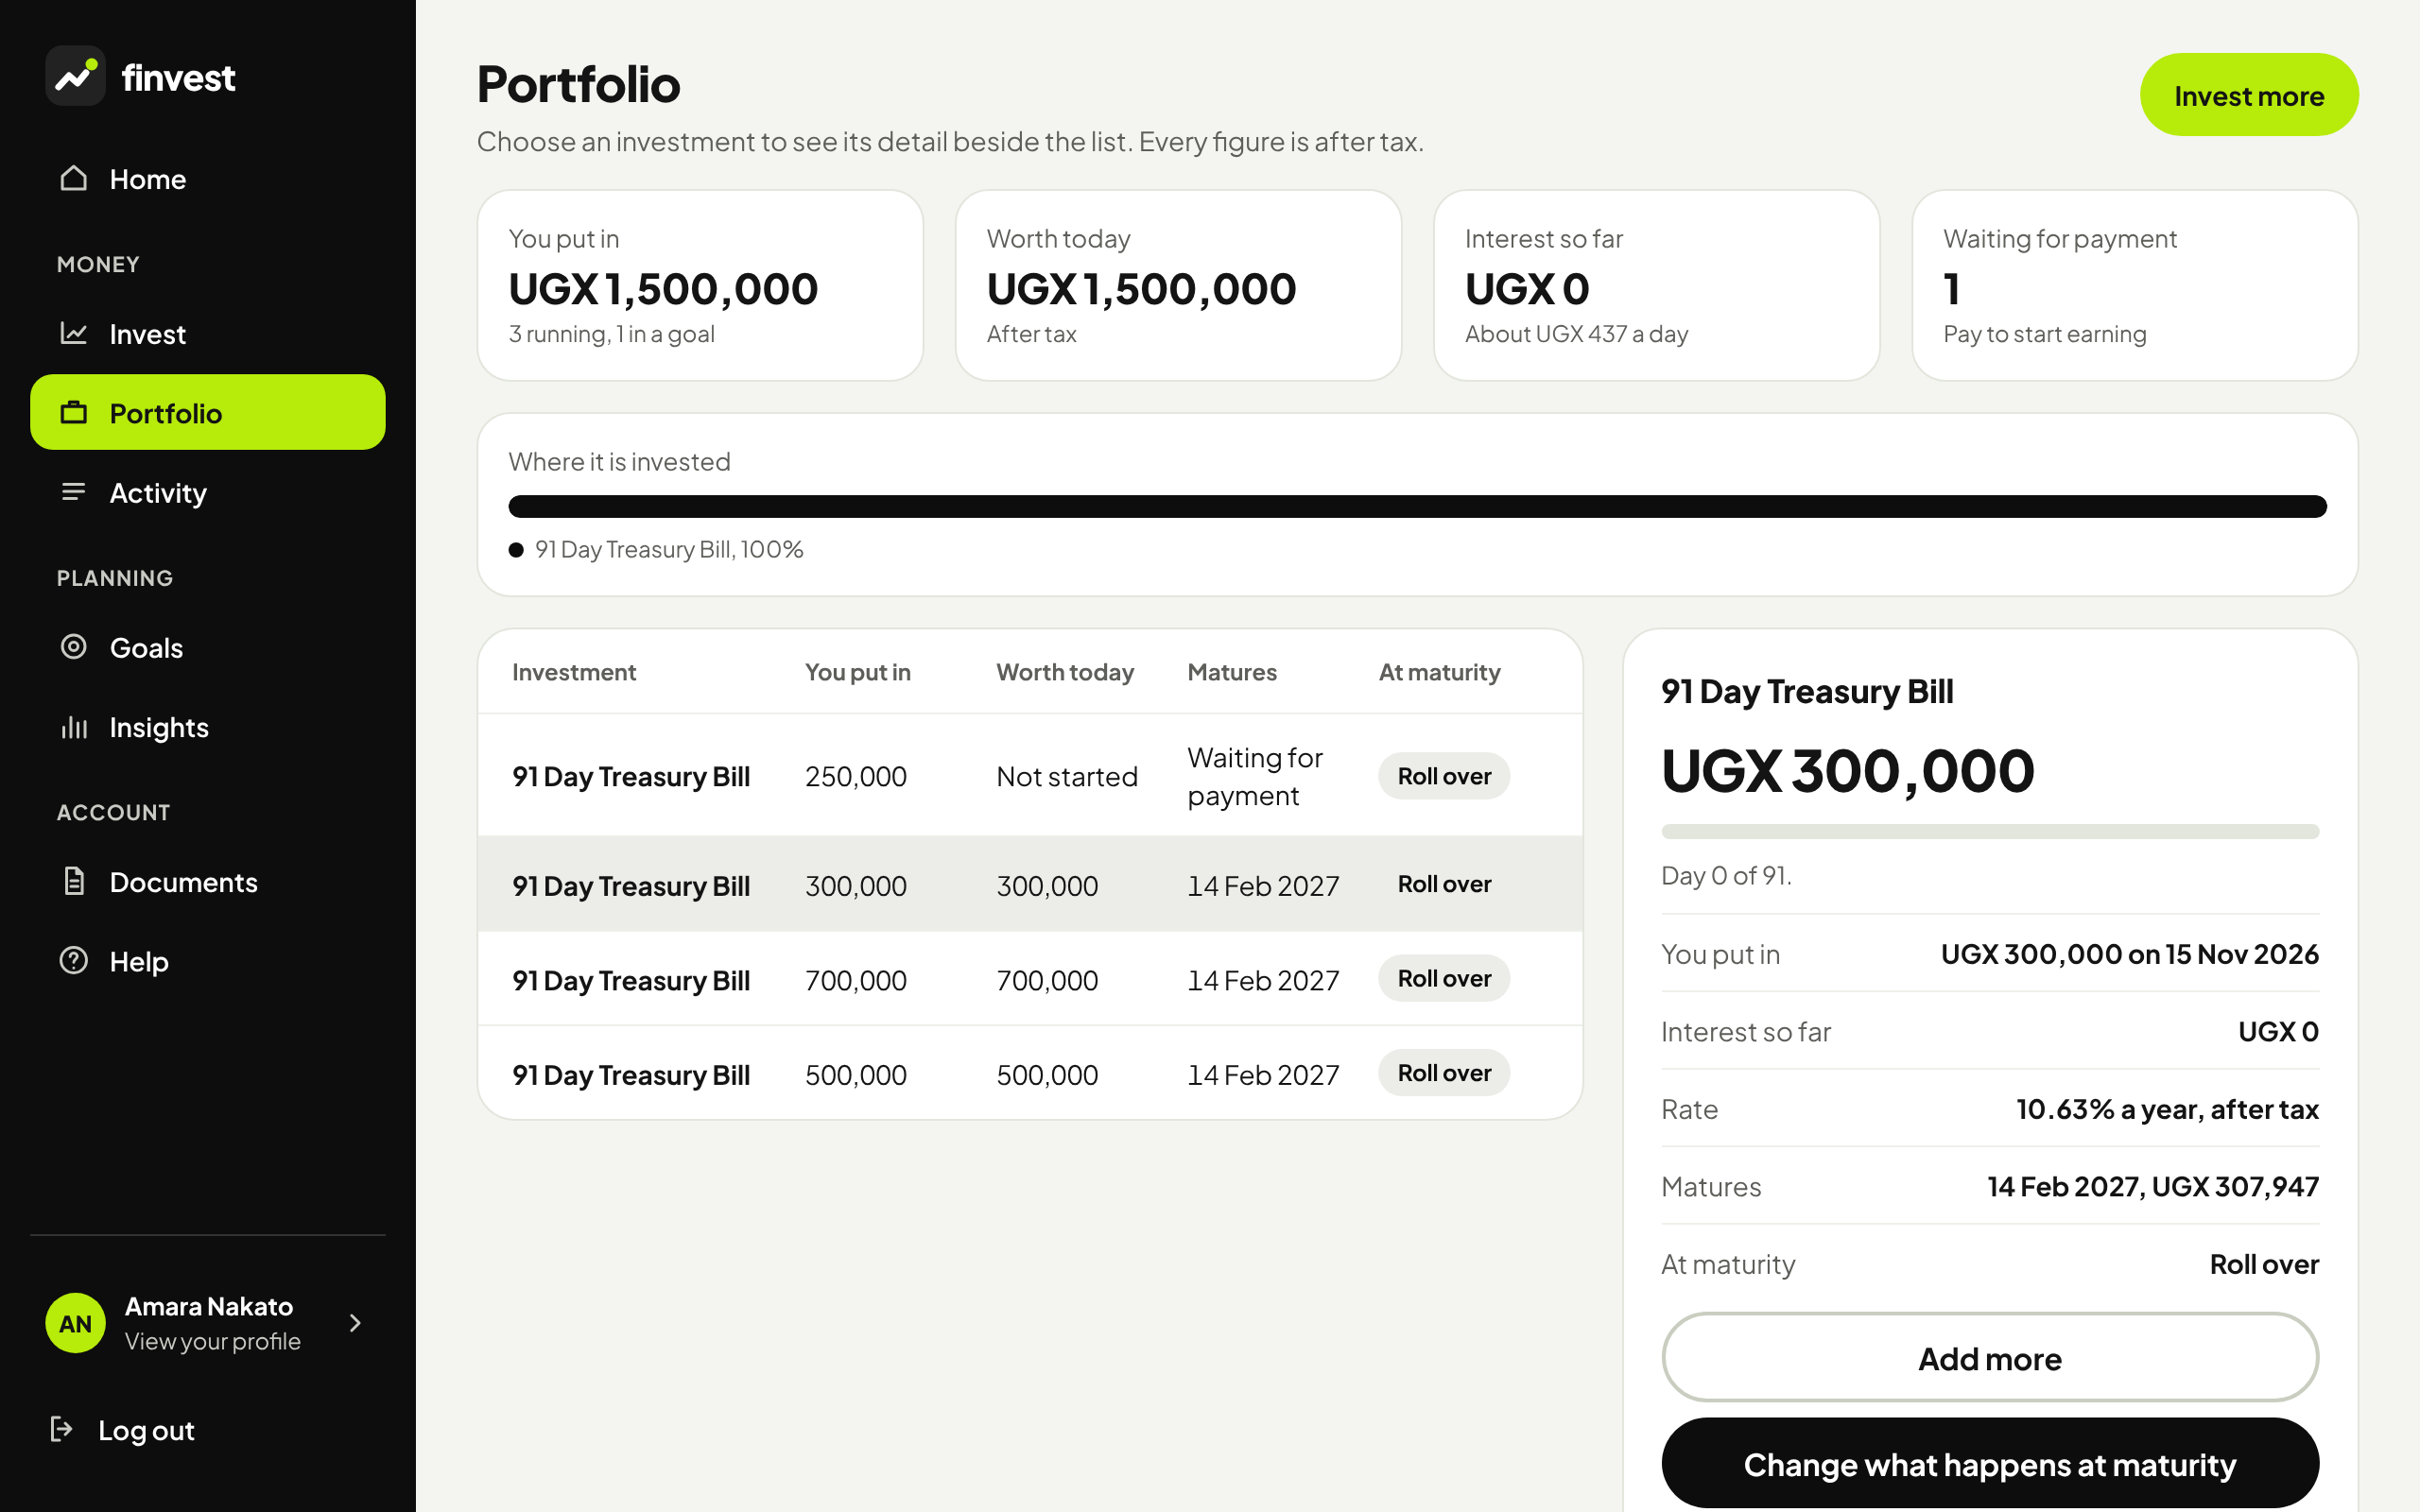 finvest
Home
MONEY
Invest
Portfolio
Activity
PLANNING
Goals
Insights
ACCOUNT
Documents
Help
AN
Amara Nakato
View your profile
Log out
Portfolio
Choose an investment to see its detail beside the list. Every figure is after tax.
Invest more
You put in
UGX 1,500,000
3 running, 1 in a goal
Worth today
UGX 1,500,000
After tax
Interest so far
UGX 0
About UGX 437 a day
Waiting for payment
1
Pay to start earning
Where it is invested
91 Day Treasury Bill, 100%
Investment You put in Worth today Matures At maturity
91 Day Treasury Bill 250,000 Not started Waiting for payment Roll over
91 Day Treasury Bill 300,000 300,000 14 Feb 2027 Roll over
91 Day Treasury Bill 700,000 700,000 14 Feb 2027 Roll over
91 Day Treasury Bill 500,000 500,000 14 Feb 2027 Roll over
91 Day Treasury Bill
UGX 300,000
Day 0 of 91.
You put in UGX 300,000 on 15 Nov 2026
Interest so far UGX 0
Rate 10.63% a year, after tax
Matures 14 Feb 2027, UGX 307,947
At maturity Roll over
Add more
Change what happens at maturity